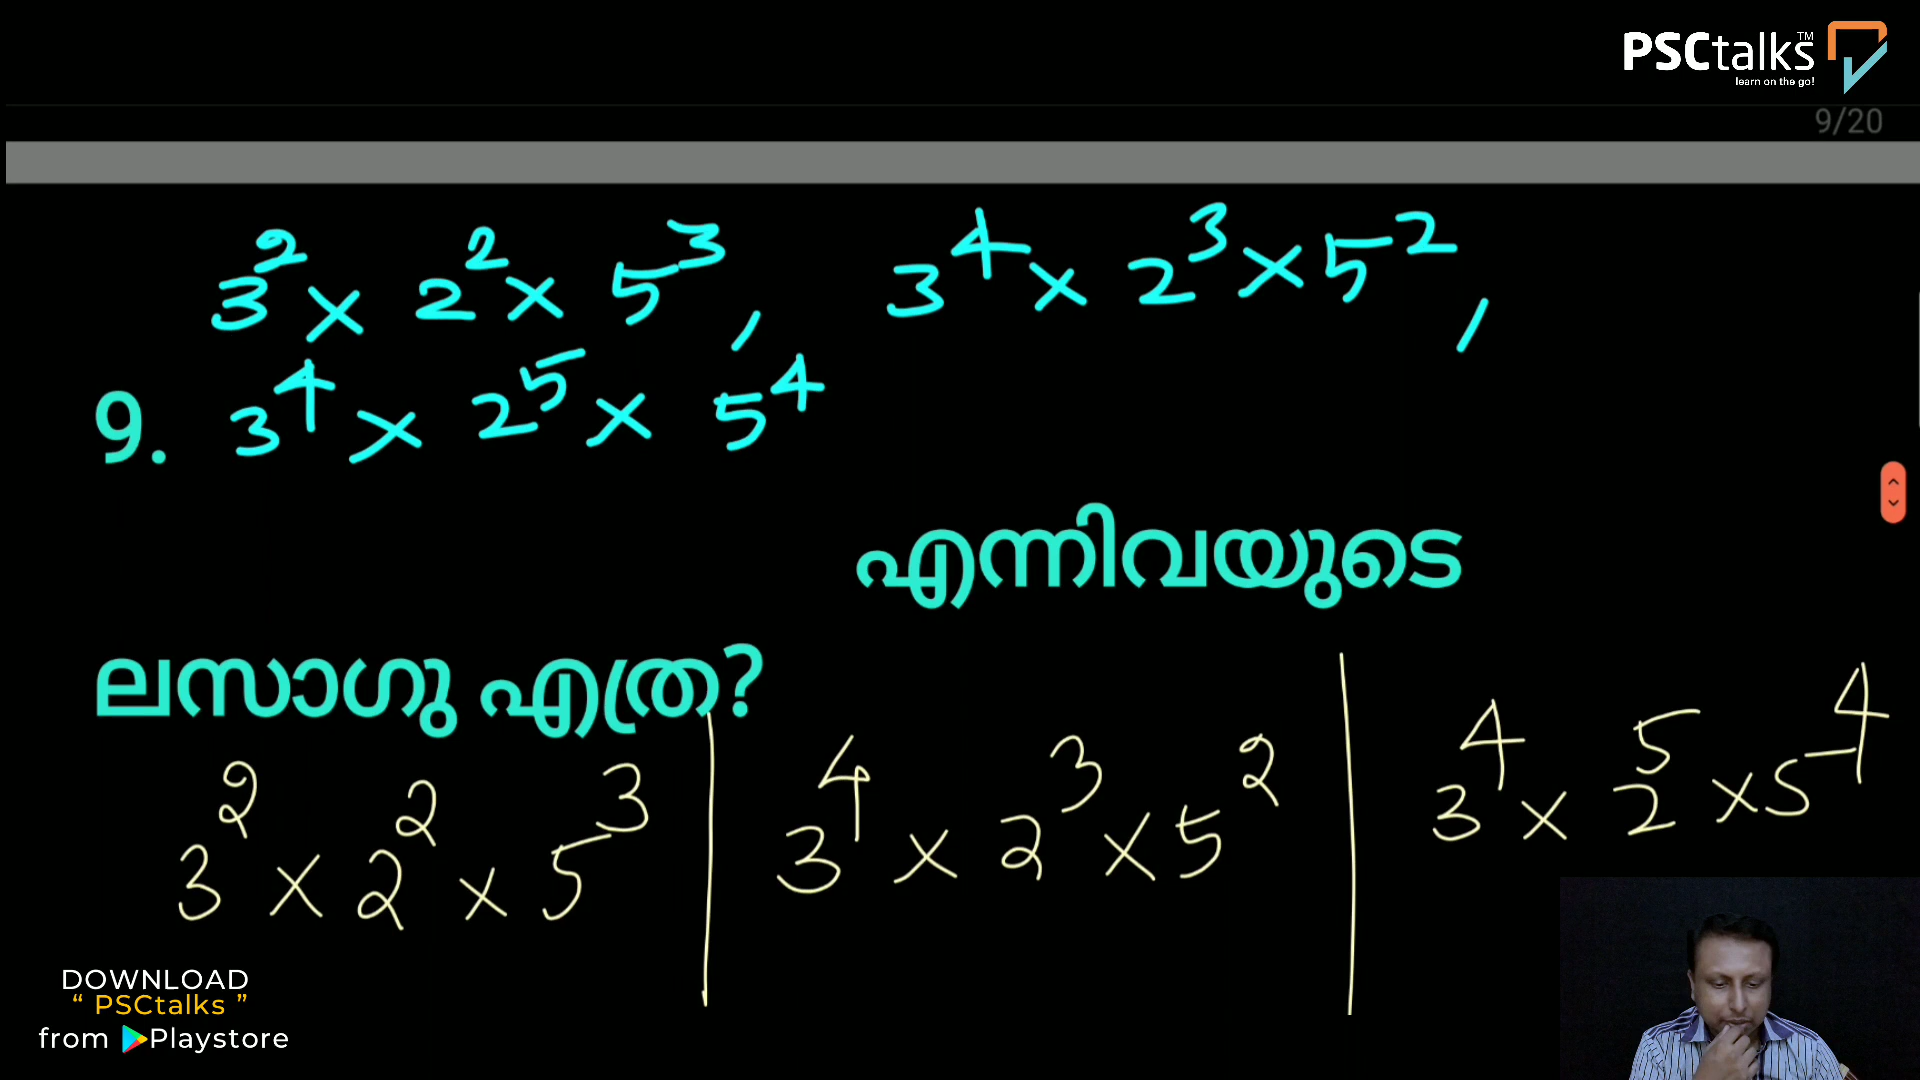 PSCtalks™
learn on the go!
9/20
3² × 2² × 5³, 3⁴ × 2³ × 5²,
9. 3⁴ × 2⁵ × 5⁴
എന്നിവയുടെ
ലസാഗു എത്ര?
3² × 2² × 5³ | 3⁴ × 2³ × 5² | 3⁴ × 2⁵ × 5⁴
DOWNLOAD
“ PSCtalks ”
from Playstore